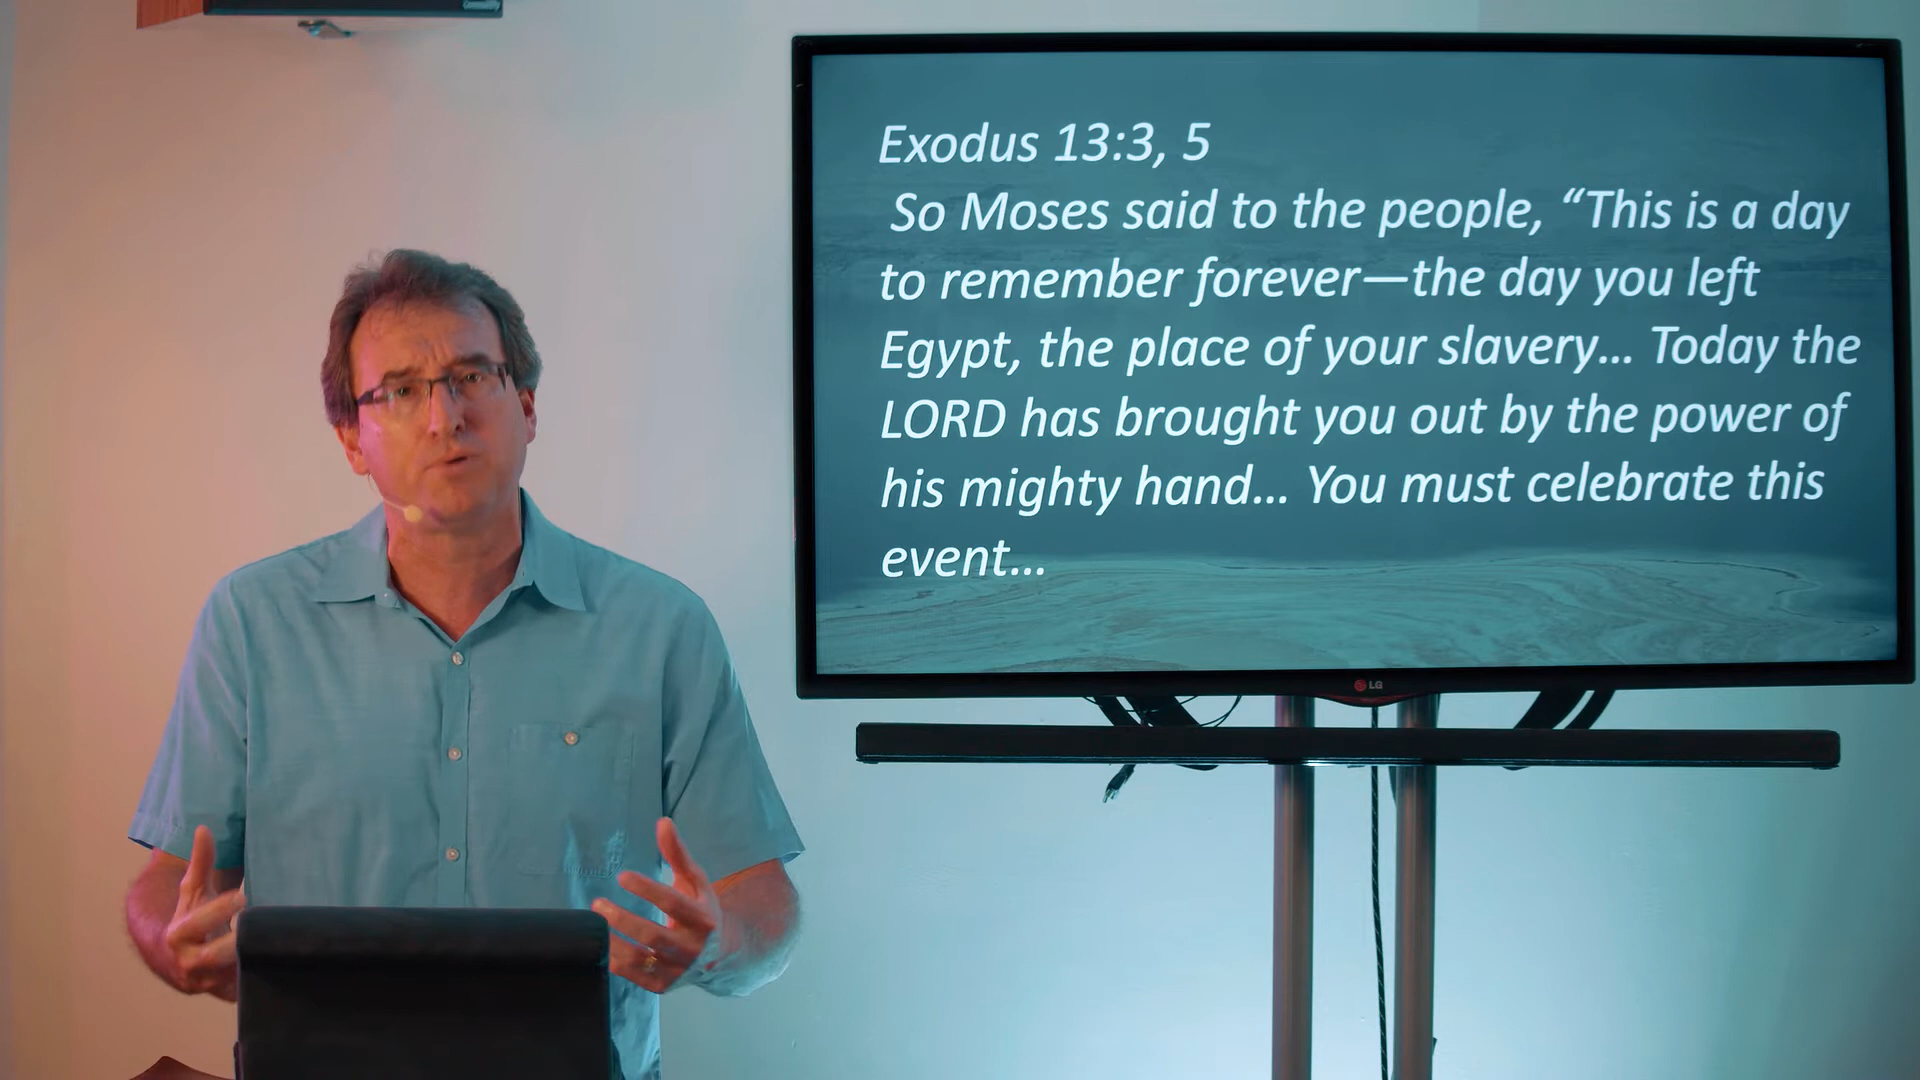 Exodus 13:3, 5
So Moses said to the people, “This is a day
to remember forever—the day you left
Egypt, the place of your slavery... Today the
LORD has brought you out by the power of
his mighty hand... You must celebrate this
event...
LG